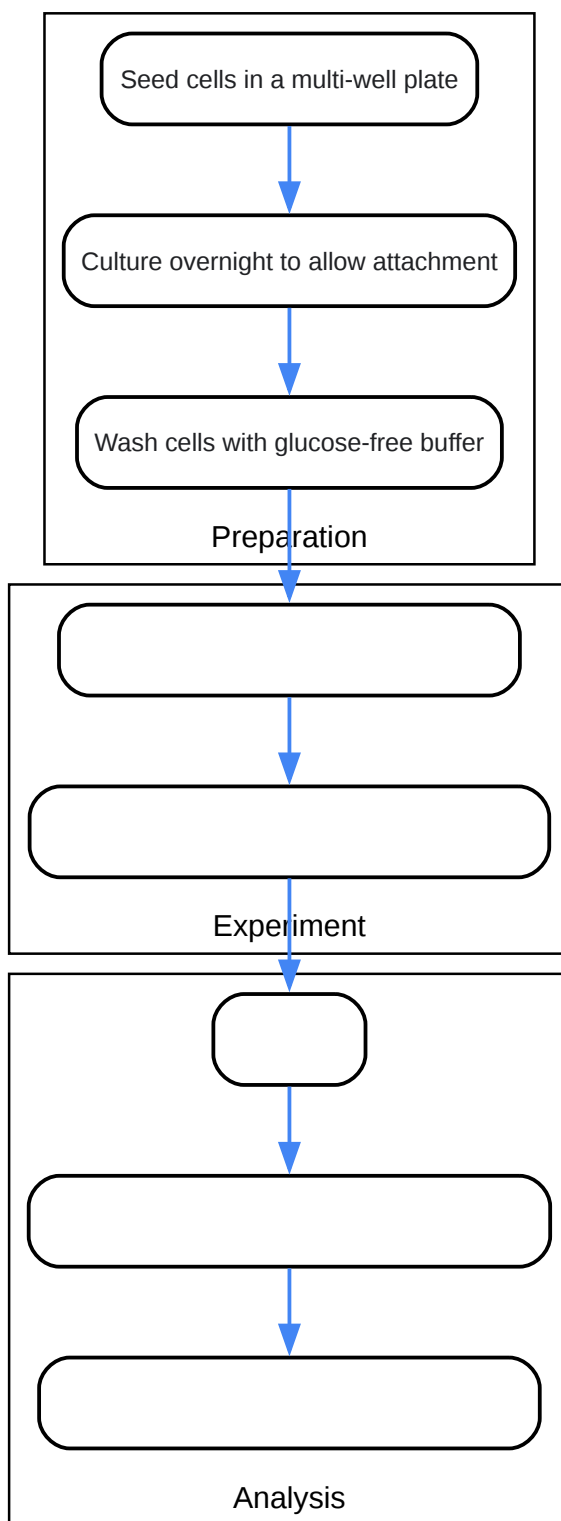 Seed cells in a multi-well plate
Culture overnight to allow attachment
Wash cells with glucose-free buffer
Preparation
Experiment
Analysis